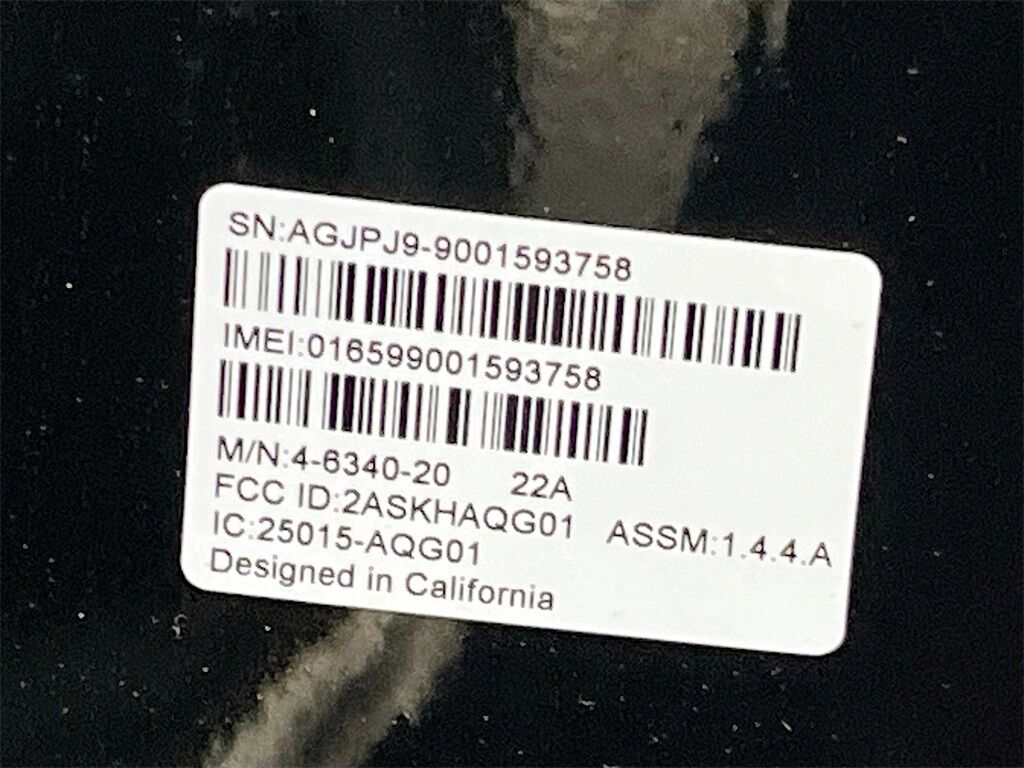 SN:AGJPJ9-9001593758
IMEI:016599001593758
M/N:4-6340-20 22A
FCC ID:2ASKHAQG01 ASSM:1.4.4.A
IC:25015-AQG01
Designed in California